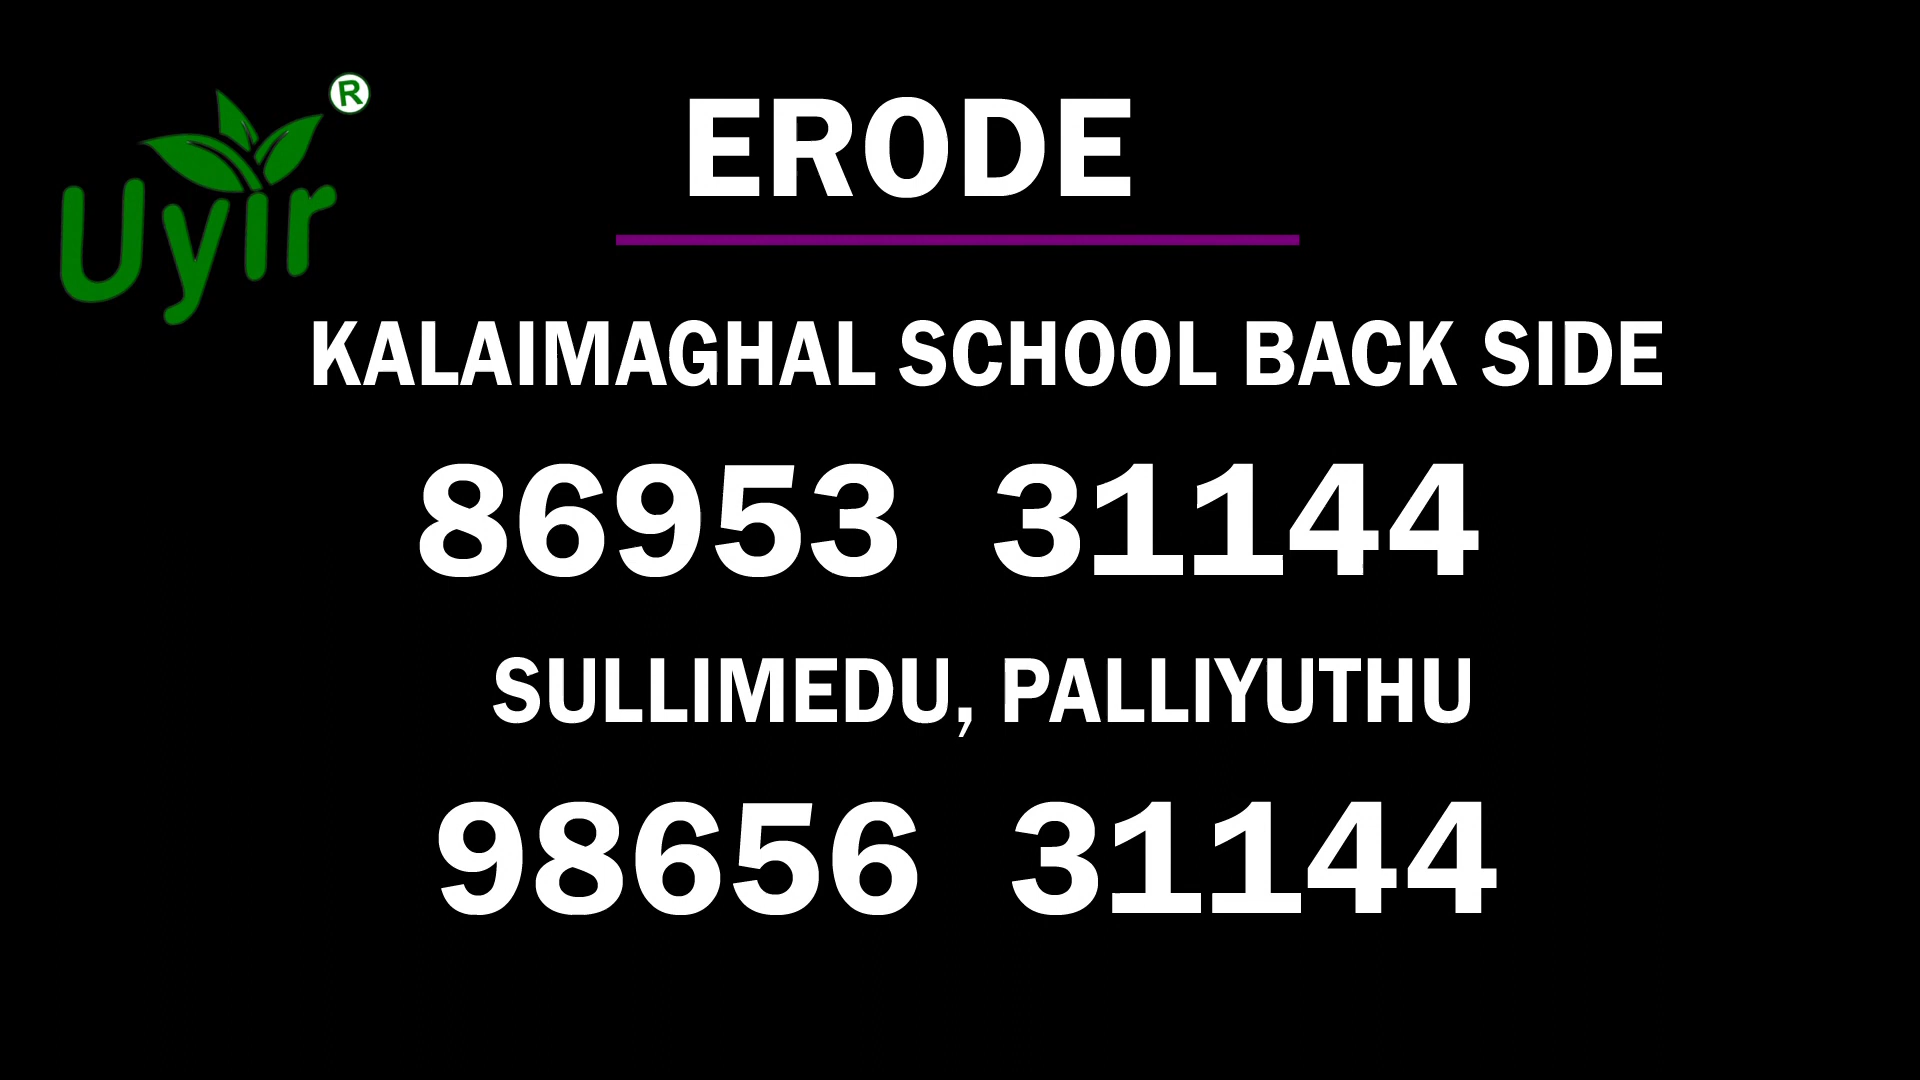 Uyir®
ERODE
KALAIMAGHAL SCHOOL BACK SIDE
86953 31144
SULLIMEDU, PALLIYUTHU
98656 31144